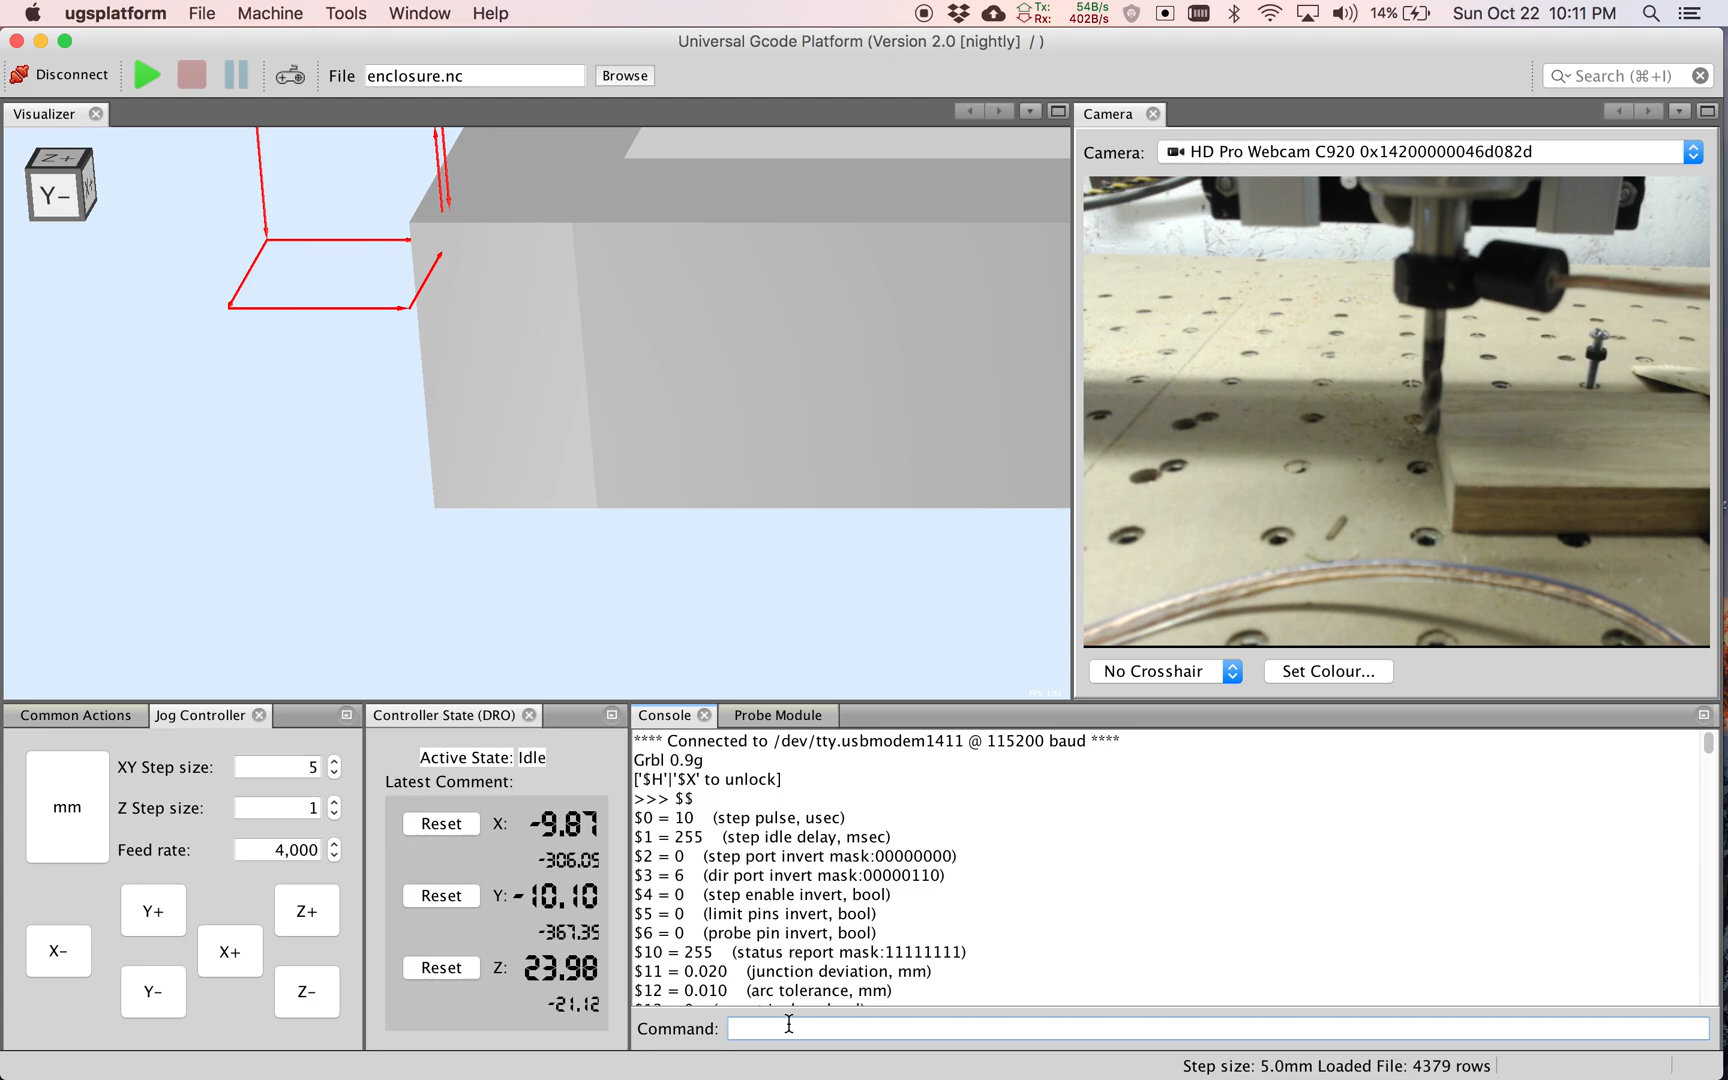 ugsplatform File Machine Tools Window Help Tx: 54B/s Rx: 402B/s 14% Sun Oct 22 10:11 PM
Universal Gcode Platform (Version 2.0 [nightly] / )
Disconnect File enclosure.nc Browse Search (⌘+I)
Visualizer
Camera
Z+
Y-
X+
Camera: HD Pro Webcam C920 0x14200000046d082d
No Crosshair Set Colour...
Common Actions Jog Controller
mm
XY Step size: 5
Z Step size: 1
Feed rate: 4,000
Y+ Z+
X- X+
Y- Z-
Controller State (DRO)
Active State: Idle
Latest Comment:
Reset X: -9.87
-306.05
Reset Y: -10.10
-367.35
Reset Z: 23.98
-21.12
Console Probe Module
**** Connected to /dev/tty.usbmodem1411 @ 115200 baud ****
Grbl 0.9g
['$H'|'$X' to unlock]
>>> $$
$0 = 10 (step pulse, usec)
$1 = 255 (step idle delay, msec)
$2 = 0 (step port invert mask:00000000)
$3 = 6 (dir port invert mask:00000110)
$4 = 0 (step enable invert, bool)
$5 = 0 (limit pins invert, bool)
$6 = 0 (probe pin invert, bool)
$10 = 255 (status report mask:11111111)
$11 = 0.020 (junction deviation, mm)
$12 = 0.010 (arc tolerance, mm)
Command:
Step size: 5.0mm Loaded File: 4379 rows